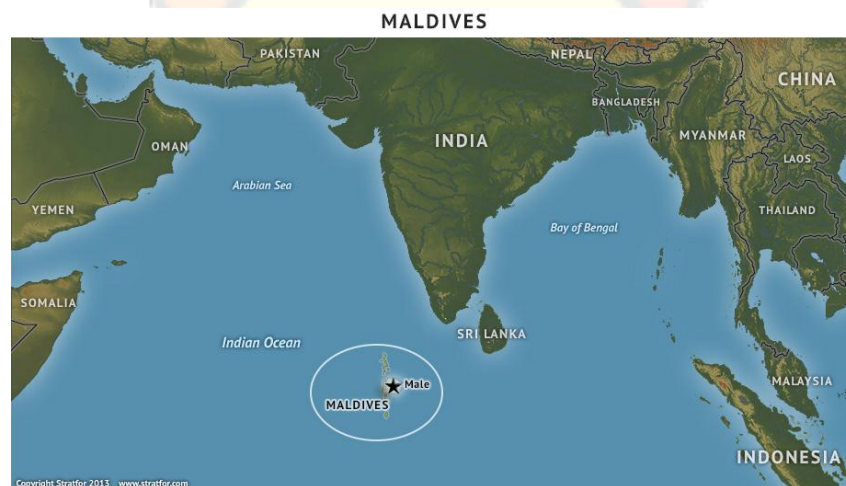 MALDIVES
PAKISTAN
NEPAL
CHINA
BANGLADESH
INDIA
MYANMAR
OMAN
LAOS
Arabian Sea
YEMEN
THAILAND
Bay of Bengal
SOMALIA
SRI LANKA
Indian Ocean
Male
MALAYSIA
MALDIVES
INDONESIA
Copyright Stratfor 2013 www.stratfor.com